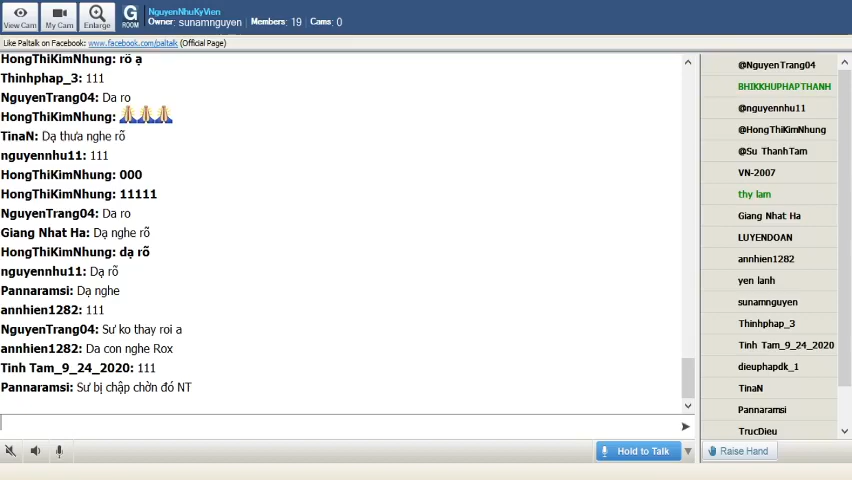 View Cam
My Cam
Enlarge
G
ROOM
NguyenNhuKyVien
Owner: sunamnguyen Members: 19 Cams: 0
Like Paltalk on Facebook: www.facebook.com/paltalk (Official Page)
HongThiKimNhung: rõ ạ
Thinhphap_3: 111
NguyenTrang04: Da ro
HongThiKimNhung: 🙏🙏🙏
TinaN: Dạ thưa nghe rõ
nguyennhu11: 111
HongThiKimNhung: 000
HongThiKimNhung: 11111
NguyenTrang04: Da ro
Giang Nhat Ha: Dạ nghe rõ
HongThiKimNhung: dạ rõ
nguyennhu11: Dạ rõ
Pannaramsi: Dạ nghe
annhien1282: 111
NguyenTrang04: Sư ko thay roi a
annhien1282: Da con nghe Rox
Tinh Tam_9_24_2020: 111
Pannaramsi: Sư bị chập chờn đó NT
@NguyenTrang04
BHIKKHUPHAPTHANH
@nguyennhu11
@HongThiKimNhung
@Su ThanhTam
VN-2007
thy lam
Giang Nhat Ha
LUYENDOAN
annhien1282
yen lanh
sunamnguyen
Thinhphap_3
Tinh Tam_9_24_2020
dieuphapdk_1
TinaN
Pannaramsi
TrucDieu
Hold to Talk
Raise Hand